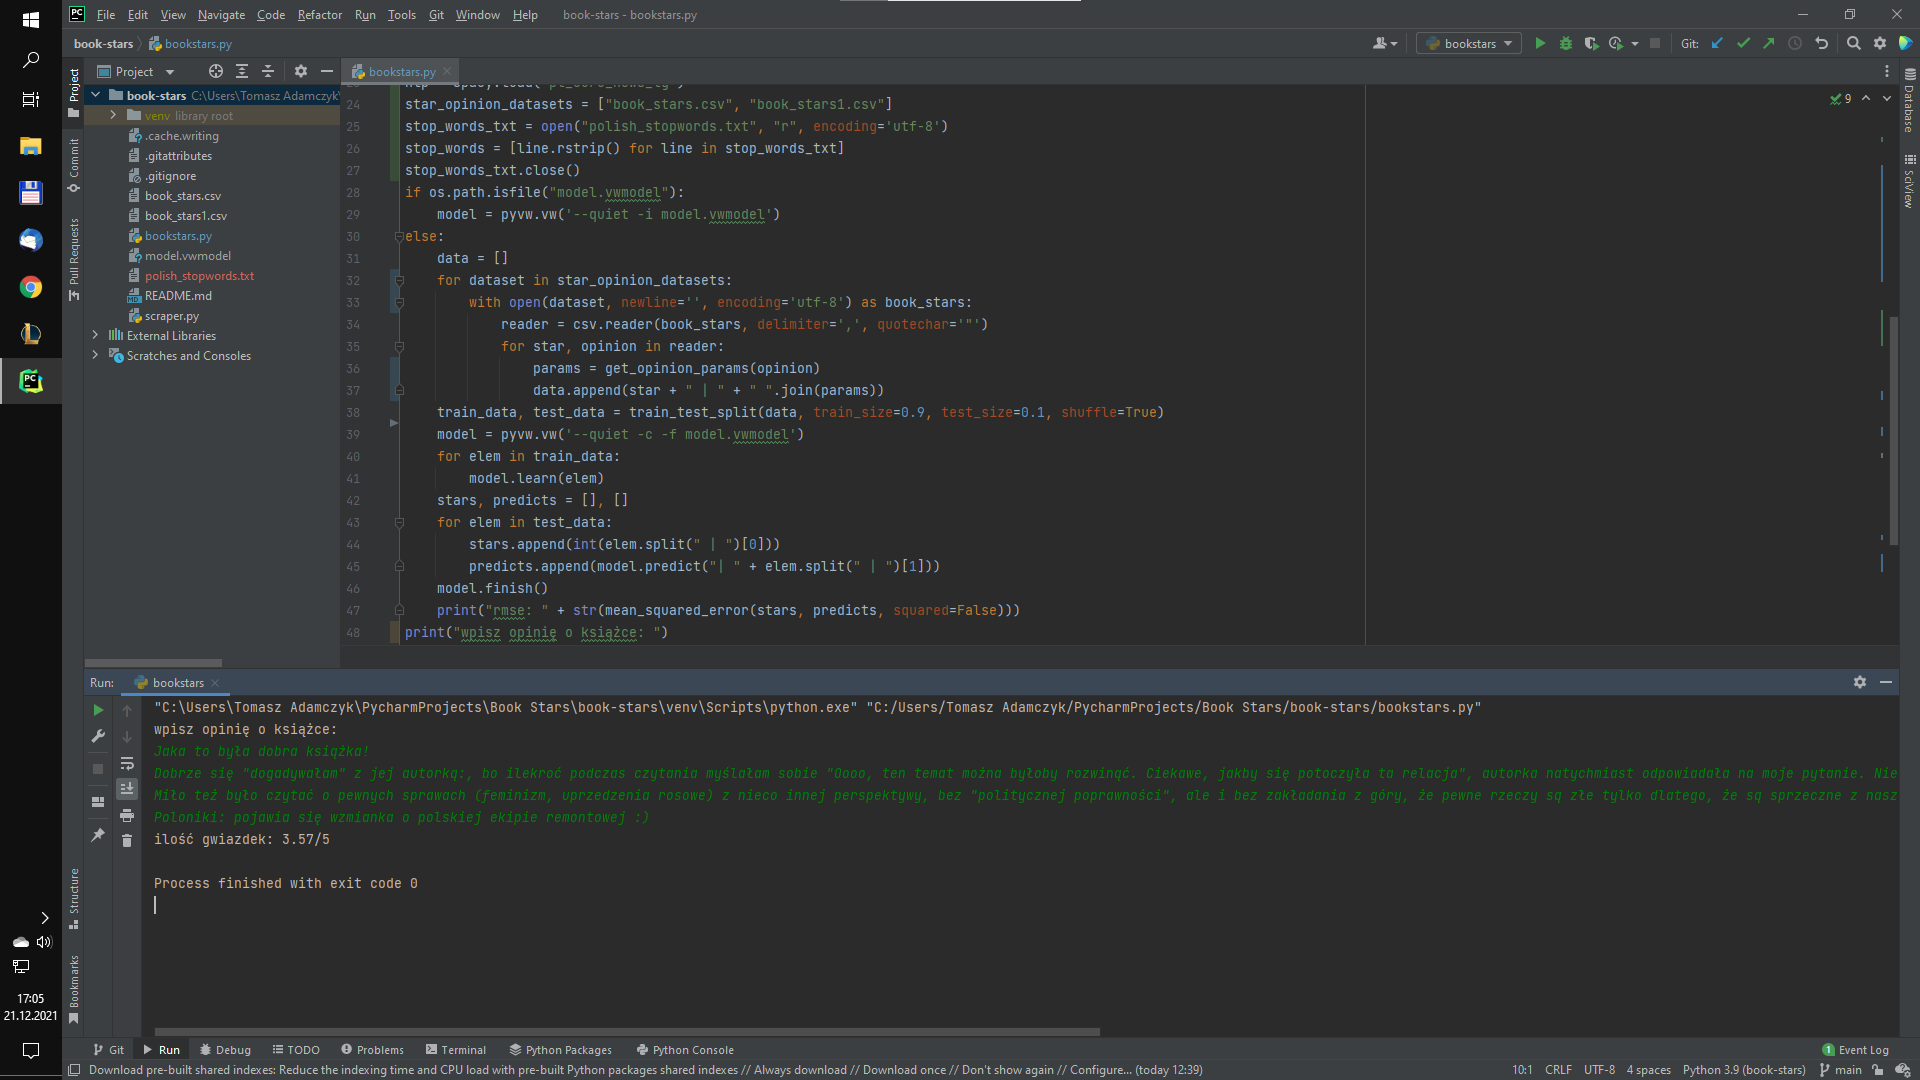 File Edit View Navigate Code Refactor Run Tools Git Window Help book-stars - bookstars.py
book-stars bookstars.py
bookstars
Git:
Project
bookstars.py
book-stars C:\Users\Tomasz Adamczyk\
venv library root
.cache.writing
.gitattributes
.gitignore
book_stars.csv
book_stars1.csv
bookstars.py
model.vwmodel
polish_stopwords.txt
README.md
scraper.py
External Libraries
Scratches and Consoles
Project
Commit
Pull Requests
Structure
Bookmarks
9
Database
SciView
24 star_opinion_datasets = ["book_stars.csv", "book_stars1.csv"]
25 stop_words_txt = open("polish_stopwords.txt", "r", encoding='utf-8')
26 stop_words = [line.rstrip() for line in stop_words_txt]
27 stop_words_txt.close()
28 if os.path.isfile("model.vwmodel"):
29 model = pyvw.vw('--quiet -i model.vwmodel')
30 else:
31 data = []
32 for dataset in star_opinion_datasets:
33 with open(dataset, newline='', encoding='utf-8') as book_stars:
34 reader = csv.reader(book_stars, delimiter=',', quotechar='"')
35 for star, opinion in reader:
36 params = get_opinion_params(opinion)
37 data.append(star + " | " + " ".join(params))
38 train_data, test_data = train_test_split(data, train_size=0.9, test_size=0.1, shuffle=True)
39 model = pyvw.vw('--quiet -c -f model.vwmodel')
40 for elem in train_data:
41 model.learn(elem)
42 stars, predicts = [], []
43 for elem in test_data:
44 stars.append(int(elem.split(" | ")[0]))
45 predicts.append(model.predict("| " + elem.split(" | ")[1]))
46 model.finish()
47 print("rmse: " + str(mean_squared_error(stars, predicts, squared=False)))
48 print("wpisz opinię o książce: ")
Run: bookstars
"C:\Users\Tomasz Adamczyk\PycharmProjects\Book Stars\book-stars\venv\Scripts\python.exe" "C:/Users/Tomasz Adamczyk/PycharmProjects/Book Stars/book-stars/bookstars.py"
wpisz opinię o książce:
Jaka to była dobra książka!
Dobrze się "dogadywałam" z jej autorką:, bo ilekroć podczas czytania myślałam sobie "Oooo, ten temat można byłoby rozwinąć. Ciekawe, jakby się potoczyła ta relacja", autorka natychmiast odpowiadała na moje pytanie. Nie
Miło też było czytać o pewnych sprawach (feminizm, uprzedzenia rasowe) z nieco innej perspektywy, bez "politycznej poprawności", ale i bez zakładania z góry, że pewne rzeczy są złe tylko dlatego, że są sprzeczne z nasz
Poloniki: pojawia się wzmianka o polskiej ekipie remontowej :)
ilość gwiazdek: 3.57/5
Process finished with exit code 0
17:05
21.12.2021
Git Run Debug TODO Problems Terminal Python Packages Python Console 1 Event Log
Download pre-built shared indexes: Reduce the indexing time and CPU load with pre-built Python packages shared indexes // Always download // Download once // Don't show again // Configure... (today 12:39) 10:1 CRLF UTF-8 4 spaces Python 3.9 (book-stars) main